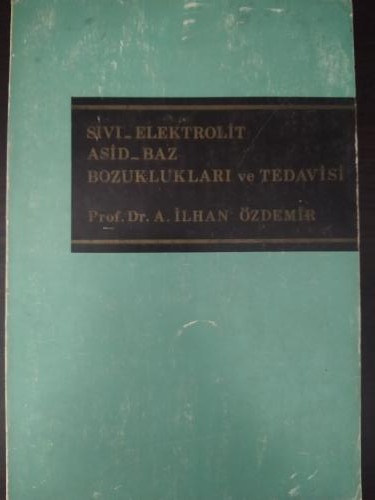 SIVI_ELEKTROLİT
ASİD_BAZ
BOZUKLUKLARI ve TEDAVİSİ
Prof. Dr. A. İLHAN ÖZDEMİR